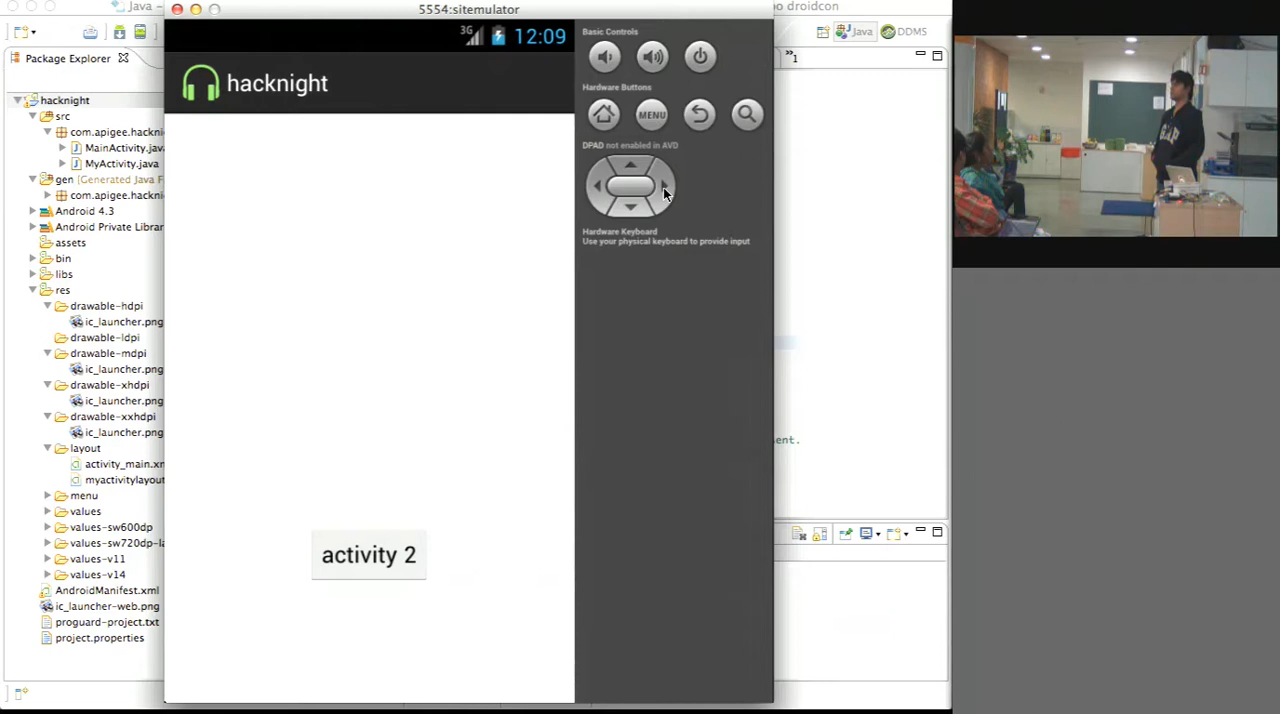 Java –
5554:sitemulator
no droidcon
Java
DDMS
Package Explorer
hacknight
src
com.apigee.hackni
MainActivity.java
MyActivity.java
gen [Generated Java F
com.apigee.hackni
Android 4.3
Android Private Librar
assets
bin
libs
res
drawable-hdpi
ic_launcher.png
drawable-ldpi
drawable-mdpi
ic_launcher.png
drawable-xhdpi
ic_launcher.png
drawable-xxhdpi
ic_launcher.png
layout
activity_main.xm
myactivitylayout
menu
values
values-sw600dp
values-sw720dp-la
values-v11
values-v14
AndroidManifest.xml
ic_launcher-web.png
proguard-project.txt
project.properties
3G 12:09
hacknight
activity 2
Basic Controls
Hardware Buttons
MENU
DPAD not enabled in AVD
Hardware Keyboard
Use your physical keyboard to provide input
»1
ent.
GAP